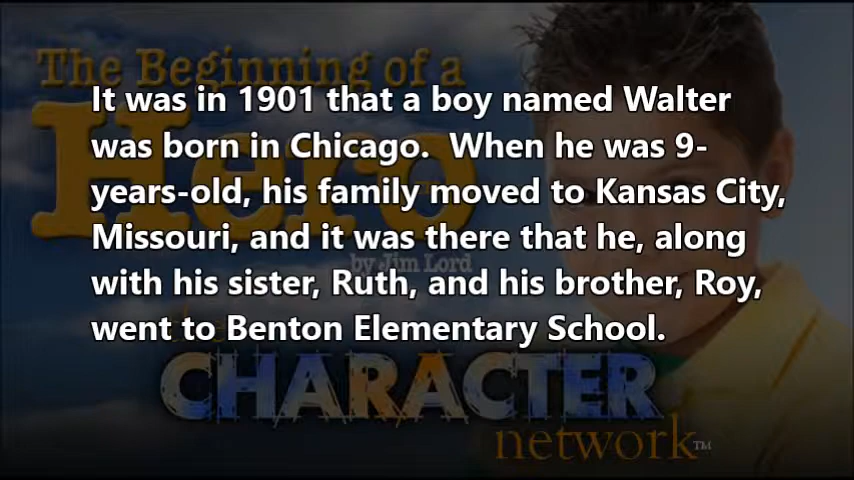 The Beginning of a
Hero
It was in 1901 that a boy named Walter
was born in Chicago.  When he was 9-
years-old, his family moved to Kansas City,
Missouri, and it was there that he, along
by Jim Lord
with his sister, Ruth, and his brother, Roy,
went to Benton Elementary School.
the
CHARACTER
network™